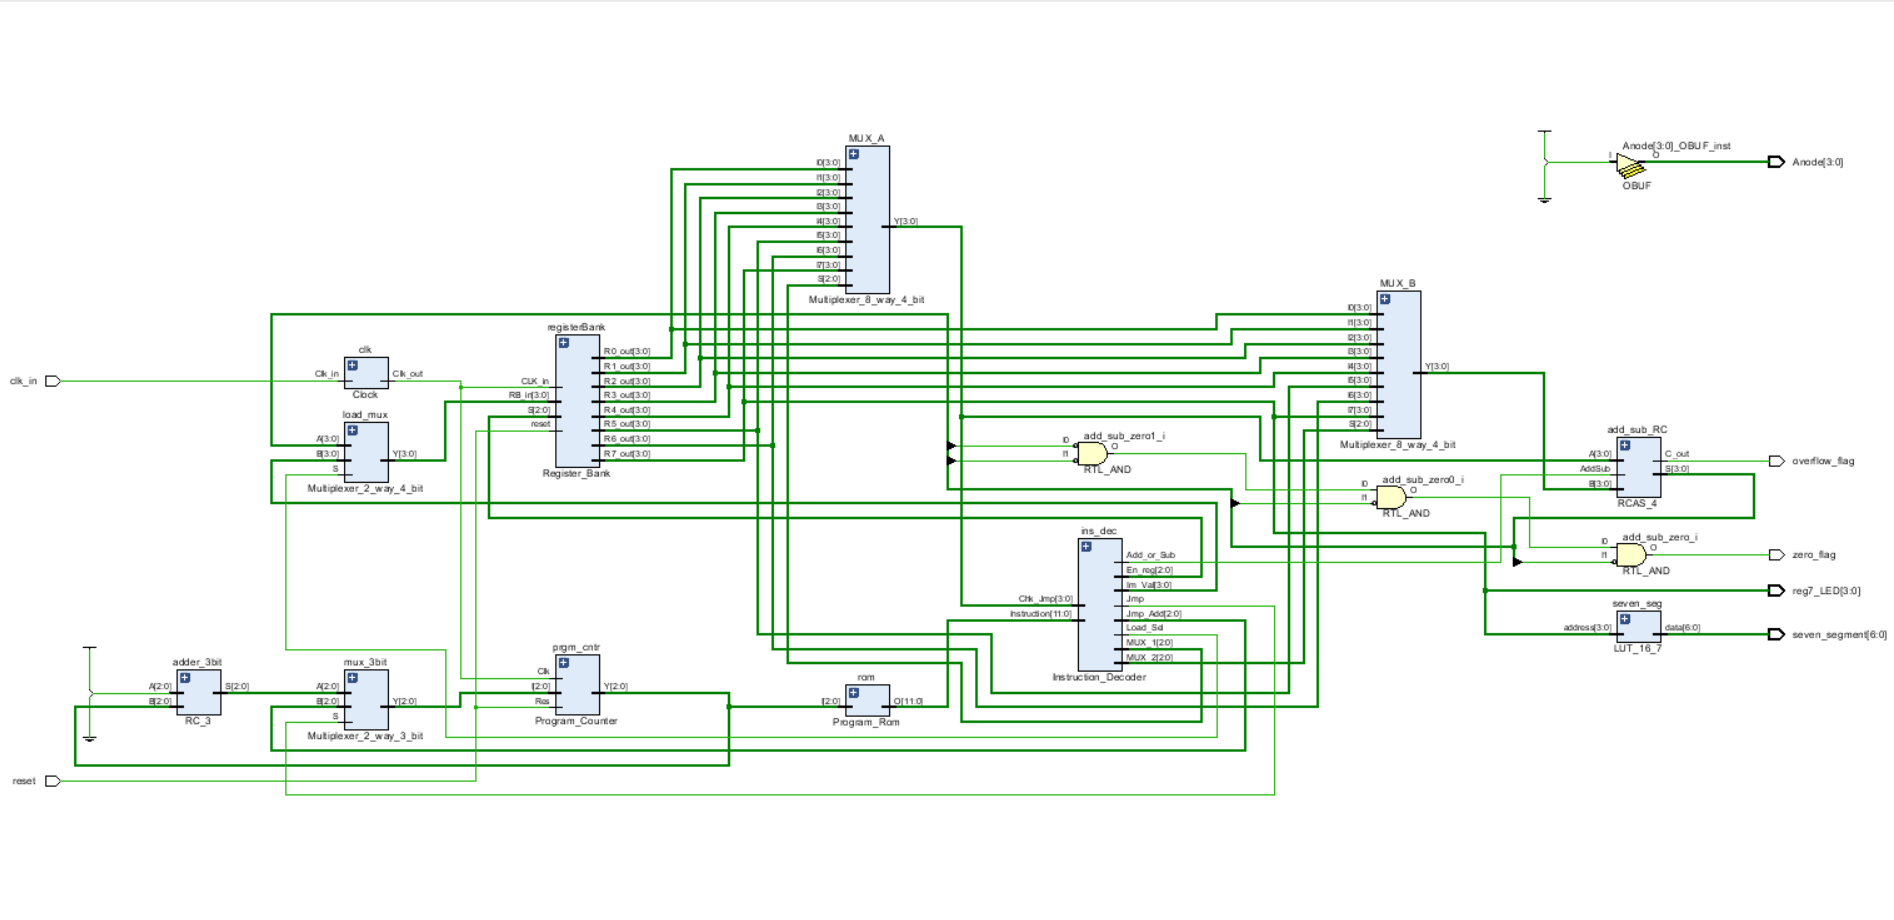 MUX_A
I0[3:0]
I1[3:0]
I2[3:0]
I3[3:0]
I4[3:0]
I5[3:0]
I6[3:0]
I7[3:0]
S[2:0]
Y[3:0]
Multiplexer_8_way_4_bit
Anode[3:0]_OBUF_inst
I
O
OBUF
Anode[3:0]
MUX_B
I0[3:0]
I1[3:0]
I2[3:0]
I3[3:0]
I4[3:0]
I5[3:0]
I6[3:0]
I7[3:0]
S[2:0]
Y[3:0]
Multiplexer_8_way_4_bit
registerBank
CLK_in
RB_in[3:0]
S[2:0]
reset
R0_out[3:0]
R1_out[3:0]
R2_out[3:0]
R3_out[3:0]
R4_out[3:0]
R5_out[3:0]
R6_out[3:0]
R7_out[3:0]
Register_Bank
clk_in
clk
Clk_in
Clk_out
Clock
load_mux
A[3:0]
B[3:0]
S
Y[3:0]
Multiplexer_2_way_4_bit
add_sub_zero1_i
I0
I1
O
RTL_AND
add_sub_zero0_i
I0
I1
O
RTL_AND
add_sub_RC
A[3:0]
AddSub
B[3:0]
C_out
S[3:0]
RCAS_4
overflow_flag
add_sub_zero_i
I0
I1
O
RTL_AND
zero_flag
reg7_LED[3:0]
seven_seg
address[3:0]
data[6:0]
LUT_16_7
seven_segment[6:0]
ins_dec
Chk_Jmp[3:0]
Instruction[11:0]
Add_or_Sub
En_reg[2:0]
Im_Val[3:0]
Jmp
Jmp_Add[2:0]
Load_Sel
MUX_1[2:0]
MUX_2[2:0]
Instruction_Decoder
adder_3bit
A[2:0]
B[2:0]
S[2:0]
RC_3
mux_3bit
A[2:0]
B[2:0]
S
Y[2:0]
Multiplexer_2_way_3_bit
prgm_cntr
Clk
I[2:0]
Res
Y[2:0]
Program_Counter
rom
I[2:0]
O[11:0]
Program_Rom
reset